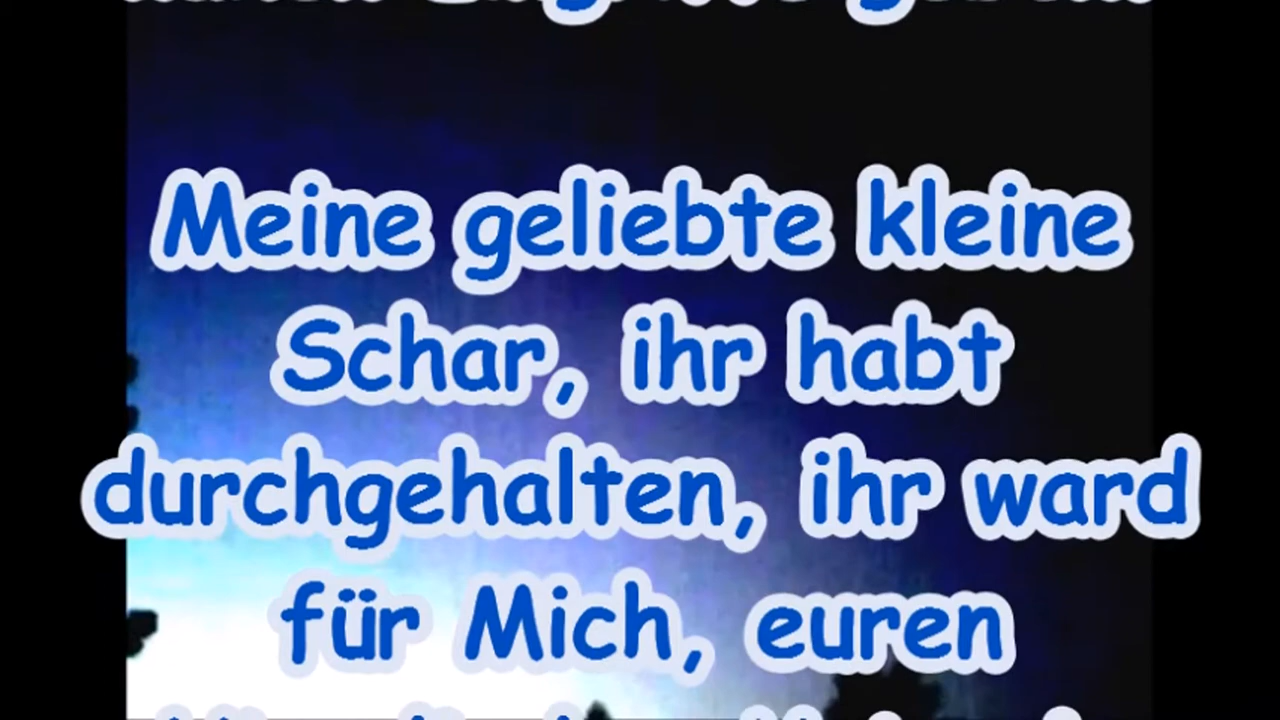 Meine geliebte kleine
Schar, ihr habt
durchgehalten, ihr ward
für Mich, euren